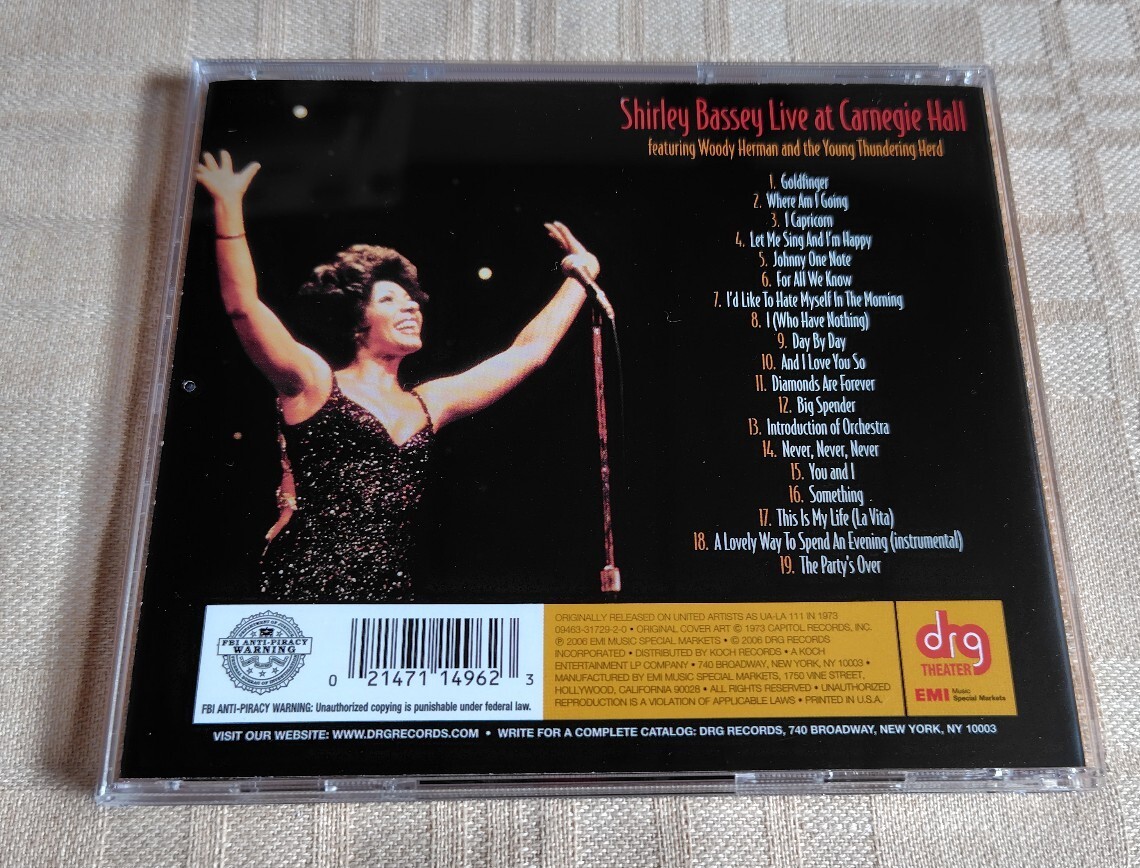 Shirley Bassey Live at Carnegie Hall
featuring Woody Herman and the Young Thundering Herd
1. Goldfinger
2. Where Am I Going
3. I Capricorn
4. Let Me Sing And I'm Happy
5. Johnny One Note
6. For All We Know
7. I'd Like To Hate Myself In The Morning
8. I (Who Have Nothing)
9. Day By Day
10. And I Love You So
11. Diamonds Are Forever
12. Big Spender
13. Introduction of Orchestra
14. Never, Never, Never
15. You and I
16. Something
17. This Is My Life (La Vita)
18. A Lovely Way To Spend An Evening (instrumental)
19. The Party's Over
FBI ANTI-PIRACY
WARNING
FBI ANTI-PIRACY WARNING: Unauthorized copying is punishable under federal law.
0 21471 14962 3
ORIGINALLY RELEASED ON UNITED ARTISTS AS UA-LA 111 IN 1973
09463-31729-2-0 • ORIGINAL COVER ART © 1973 CAPITOL RECORDS, INC.
℗ 2006 EMI MUSIC SPECIAL MARKETS • © 2006 DRG RECORDS
INCORPORATED • DISTRIBUTED BY KOCH RECORDS • A KOCH
ENTERTAINMENT LP COMPANY • 740 BROADWAY, NEW YORK, NY 10003 •
MANUFACTURED BY EMI MUSIC SPECIAL MARKETS, 1750 VINE STREET,
HOLLYWOOD, CALIFORNIA 90028 • ALL RIGHTS RESERVED • UNAUTHORIZED
REPRODUCTION IS A VIOLATION OF APPLICABLE LAWS • PRINTED IN U.S.A.
drg
THEATER
EMI Music
Special Markets
VISIT OUR WEBSITE: WWW.DRGRECORDS.COM • WRITE FOR A COMPLETE CATALOG: DRG RECORDS, 740 BROADWAY, NEW YORK, NY 10003